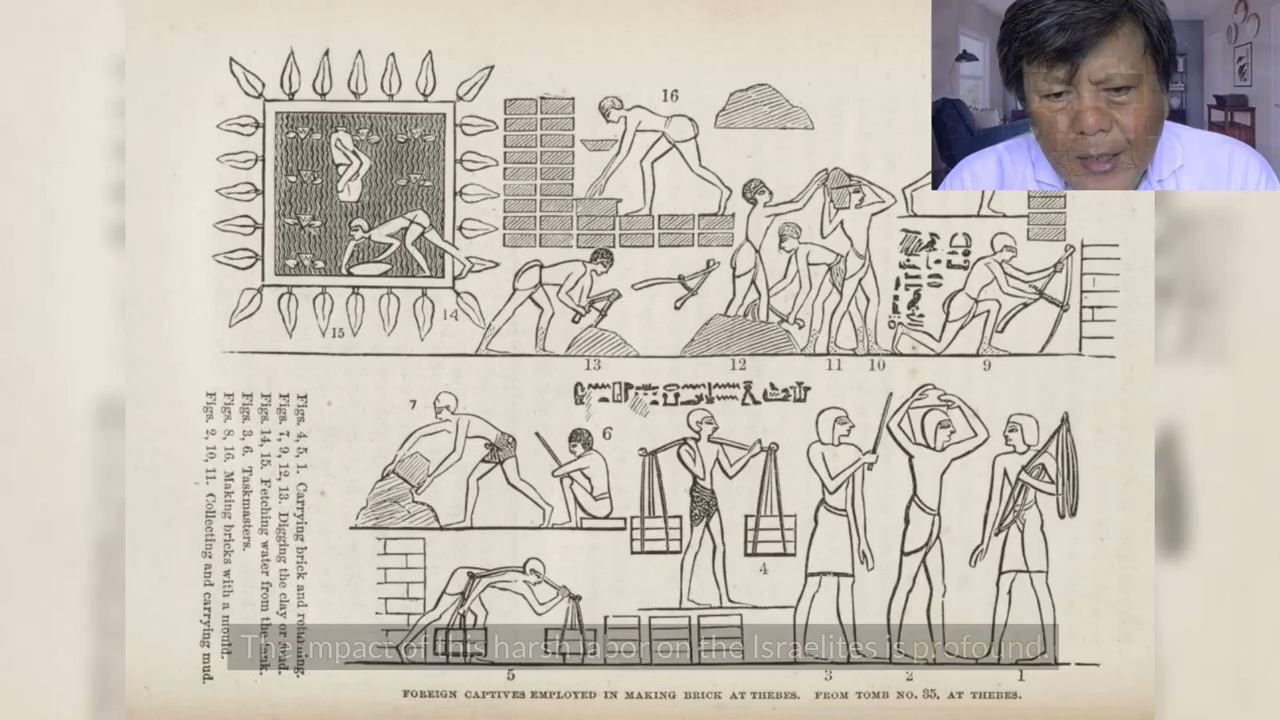 16
15
14
13
12
11
10
9
7
6
4
Figs. 4, 5, 1. Carrying brick and returning.
Figs. 7, 9, 12, 13. Digging the clay or mud.
Figs. 14, 15. Fetching water from the tank.
Figs. 3, 6. Taskmasters.
Figs. 8, 16. Making bricks with a mould.
Figs. 2, 10, 11. Collecting and carrying mud.
The impact of this harsh labor on the Israelites is profound.
5
3
2
1
FOREIGN CAPTIVES EMPLOYED IN MAKING BRICK AT THEBES. FROM TOMB NO. 35, AT THEBES.